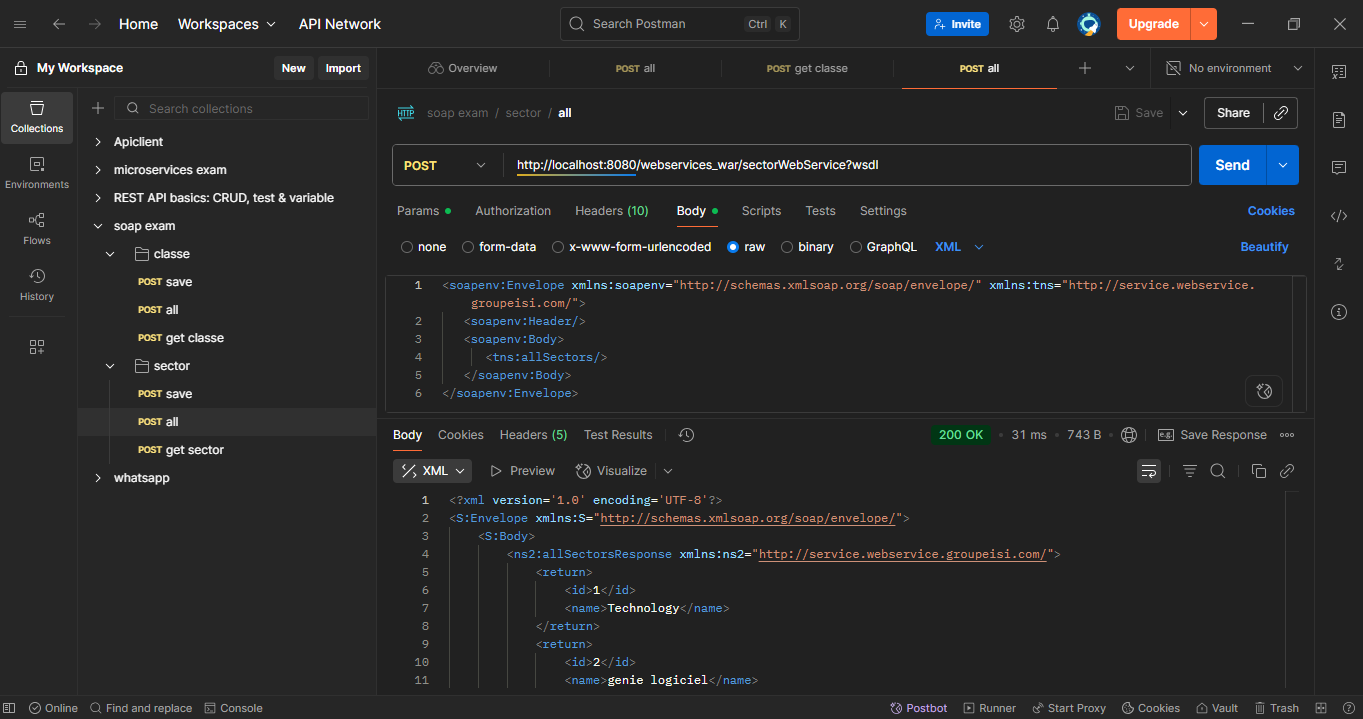 Home Workspaces API Network Search Postman Ctrl K Invite Upgrade
My Workspace New Import Overview POST all POST get classe POST all No environment
Collections
Environments
Flows
History
Search collections
Apiclient
microservices exam
REST API basics: CRUD, test & variable
soap exam
classe
POST save
POST all
POST get classe
sector
POST save
POST all
POST get sector
whatsapp
HTTP soap exam / sector / all Save Share
POST http://localhost:8080/webservices_war/sectorWebService?wsdl Send
Params Authorization Headers (10) Body Scripts Tests Settings Cookies
none form-data x-www-form-urlencoded raw binary GraphQL XML Beautify
1 <soapenv:Envelope xmlns:soapenv="http://schemas.xmlsoap.org/soap/envelope/" xmlns:tns="http://service.webservice.
groupeisi.com/">
2 <soapenv:Header/>
3 <soapenv:Body>
4 <tns:allSectors/>
5 </soapenv:Body>
6 </soapenv:Envelope>
Body Cookies Headers (5) Test Results 200 OK • 31 ms • 743 B • e.g. Save Response
XML Preview Visualize
1 <?xml version='1.0' encoding='UTF-8'?>
2 <S:Envelope xmlns:S="http://schemas.xmlsoap.org/soap/envelope/">
3 <S:Body>
4 <ns2:allSectorsResponse xmlns:ns2="http://service.webservice.groupeisi.com/">
5 <return>
6 <id>1</id>
7 <name>Technology</name>
8 </return>
9 <return>
10 <id>2</id>
11 <name>genie logiciel</name>
Online Find and replace Console Postbot Runner Start Proxy Cookies Vault Trash